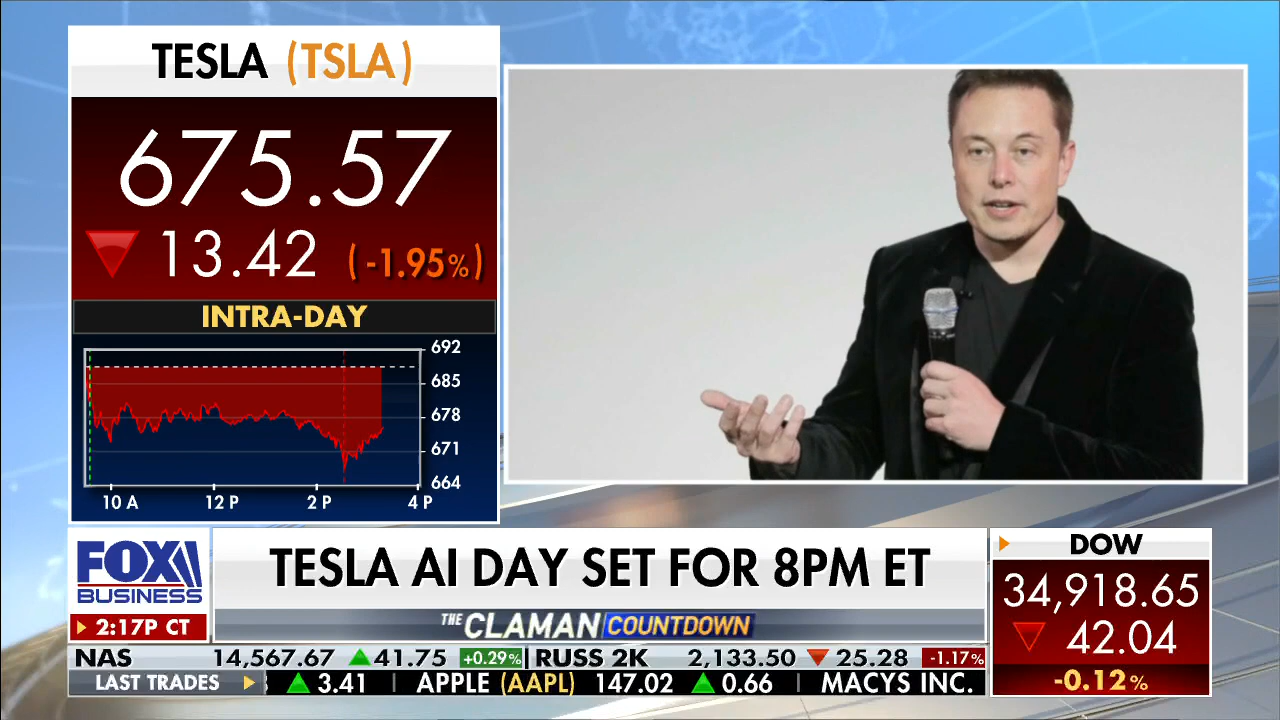 TESLA (TSLA)
675.57
13.42 (-1.95%)
INTRA-DAY
692
685
678
671
664
10 A 12 P 2 P 4 P
FOX BUSINESS
2:17P CT
TESLA AI DAY SET FOR 8PM ET
THE CLAMAN COUNTDOWN
DOW
34,918.65
42.04
-0.12%
NAS 14,567.67 41.75 +0.29% RUSS 2K 2,133.50 25.28 -1.17%
LAST TRADES 3.41 | APPLE (AAPL) 147.02 0.66 | MACYS INC.